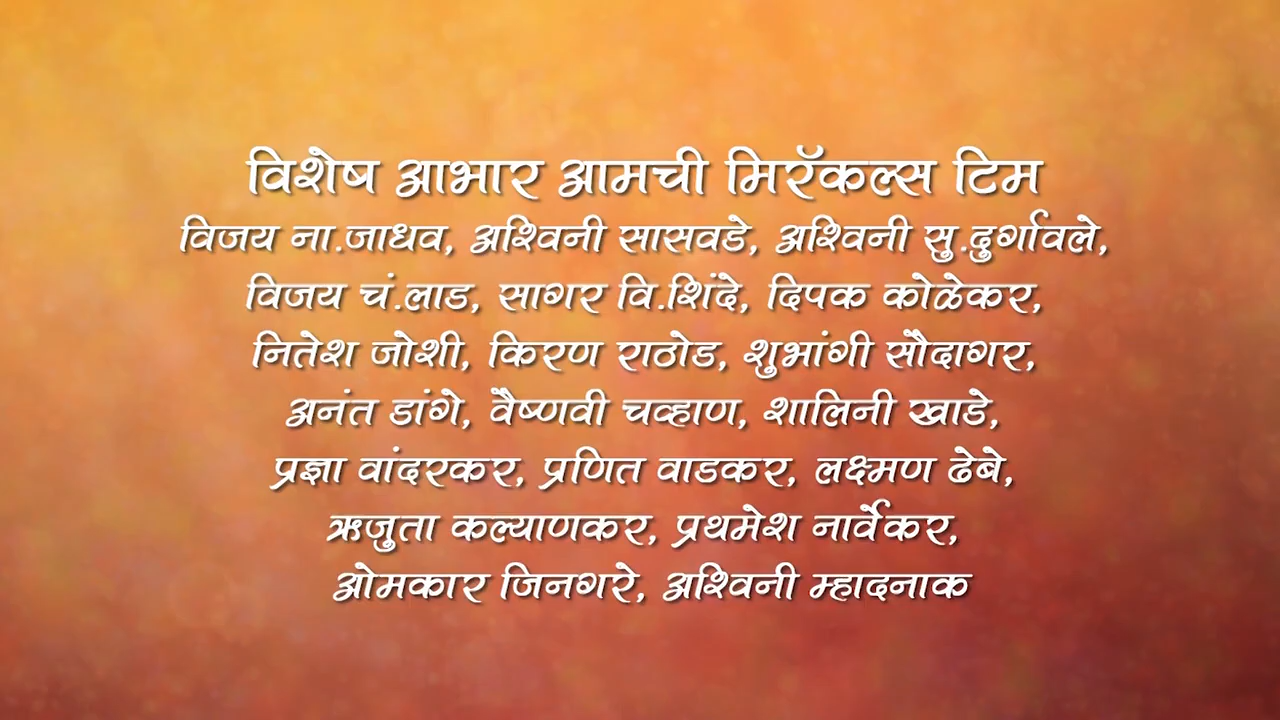 विशेष आभार आमची मिरॅकल्स टिम
विजय ना.जाधव, अश्विनी सासवडे, अश्विनी सु.दुर्गावले,
विजय चं.लाड, सागर वि.शिंदे, दिपक कोळेकर,
नितेश जोशी, किरण राठोड, शुभांगी सौदागर,
अनंत डांगे, वैष्णवी चव्हाण, शालिनी खाडे,
प्रज्ञा वांदरकर, प्रणित वाडकर, लक्ष्मण ढेबे,
ऋजुता कल्याणकर, प्रथमेश नार्वेकर,
ओमकार जिनगरे, अश्विनी म्हादनाक